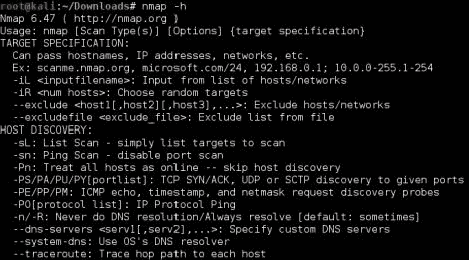 root@kali:~/Downloads# nmap -h
Nmap 6.47 ( http://nmap.org )
Usage: nmap [Scan Type(s)] [Options] {target specification}
TARGET SPECIFICATION:
  Can pass hostnames, IP addresses, networks, etc.
  Ex: scanme.nmap.org, microsoft.com/24, 192.168.0.1; 10.0.0-255.1-254
  -iL <inputfilename>: Input from list of hosts/networks
  -iR <num hosts>: Choose random targets
  --exclude <host1[,host2][,host3],...>: Exclude hosts/networks
  --excludefile <exclude_file>: Exclude list from file
HOST DISCOVERY:
  -sL: List Scan - simply list targets to scan
  -sn: Ping Scan - disable port scan
  -Pn: Treat all hosts as online -- skip host discovery
  -PS/PA/PU/PY[portlist]: TCP SYN/ACK, UDP or SCTP discovery to given ports
  -PE/PP/PM: ICMP echo, timestamp, and netmask request discovery probes
  -PO[protocol list]: IP Protocol Ping
  -n/-R: Never do DNS resolution/Always resolve [default: sometimes]
  --dns-servers <serv1[,serv2],...>: Specify custom DNS servers
  --system-dns: Use OS's DNS resolver
  --traceroute: Trace hop path to each host